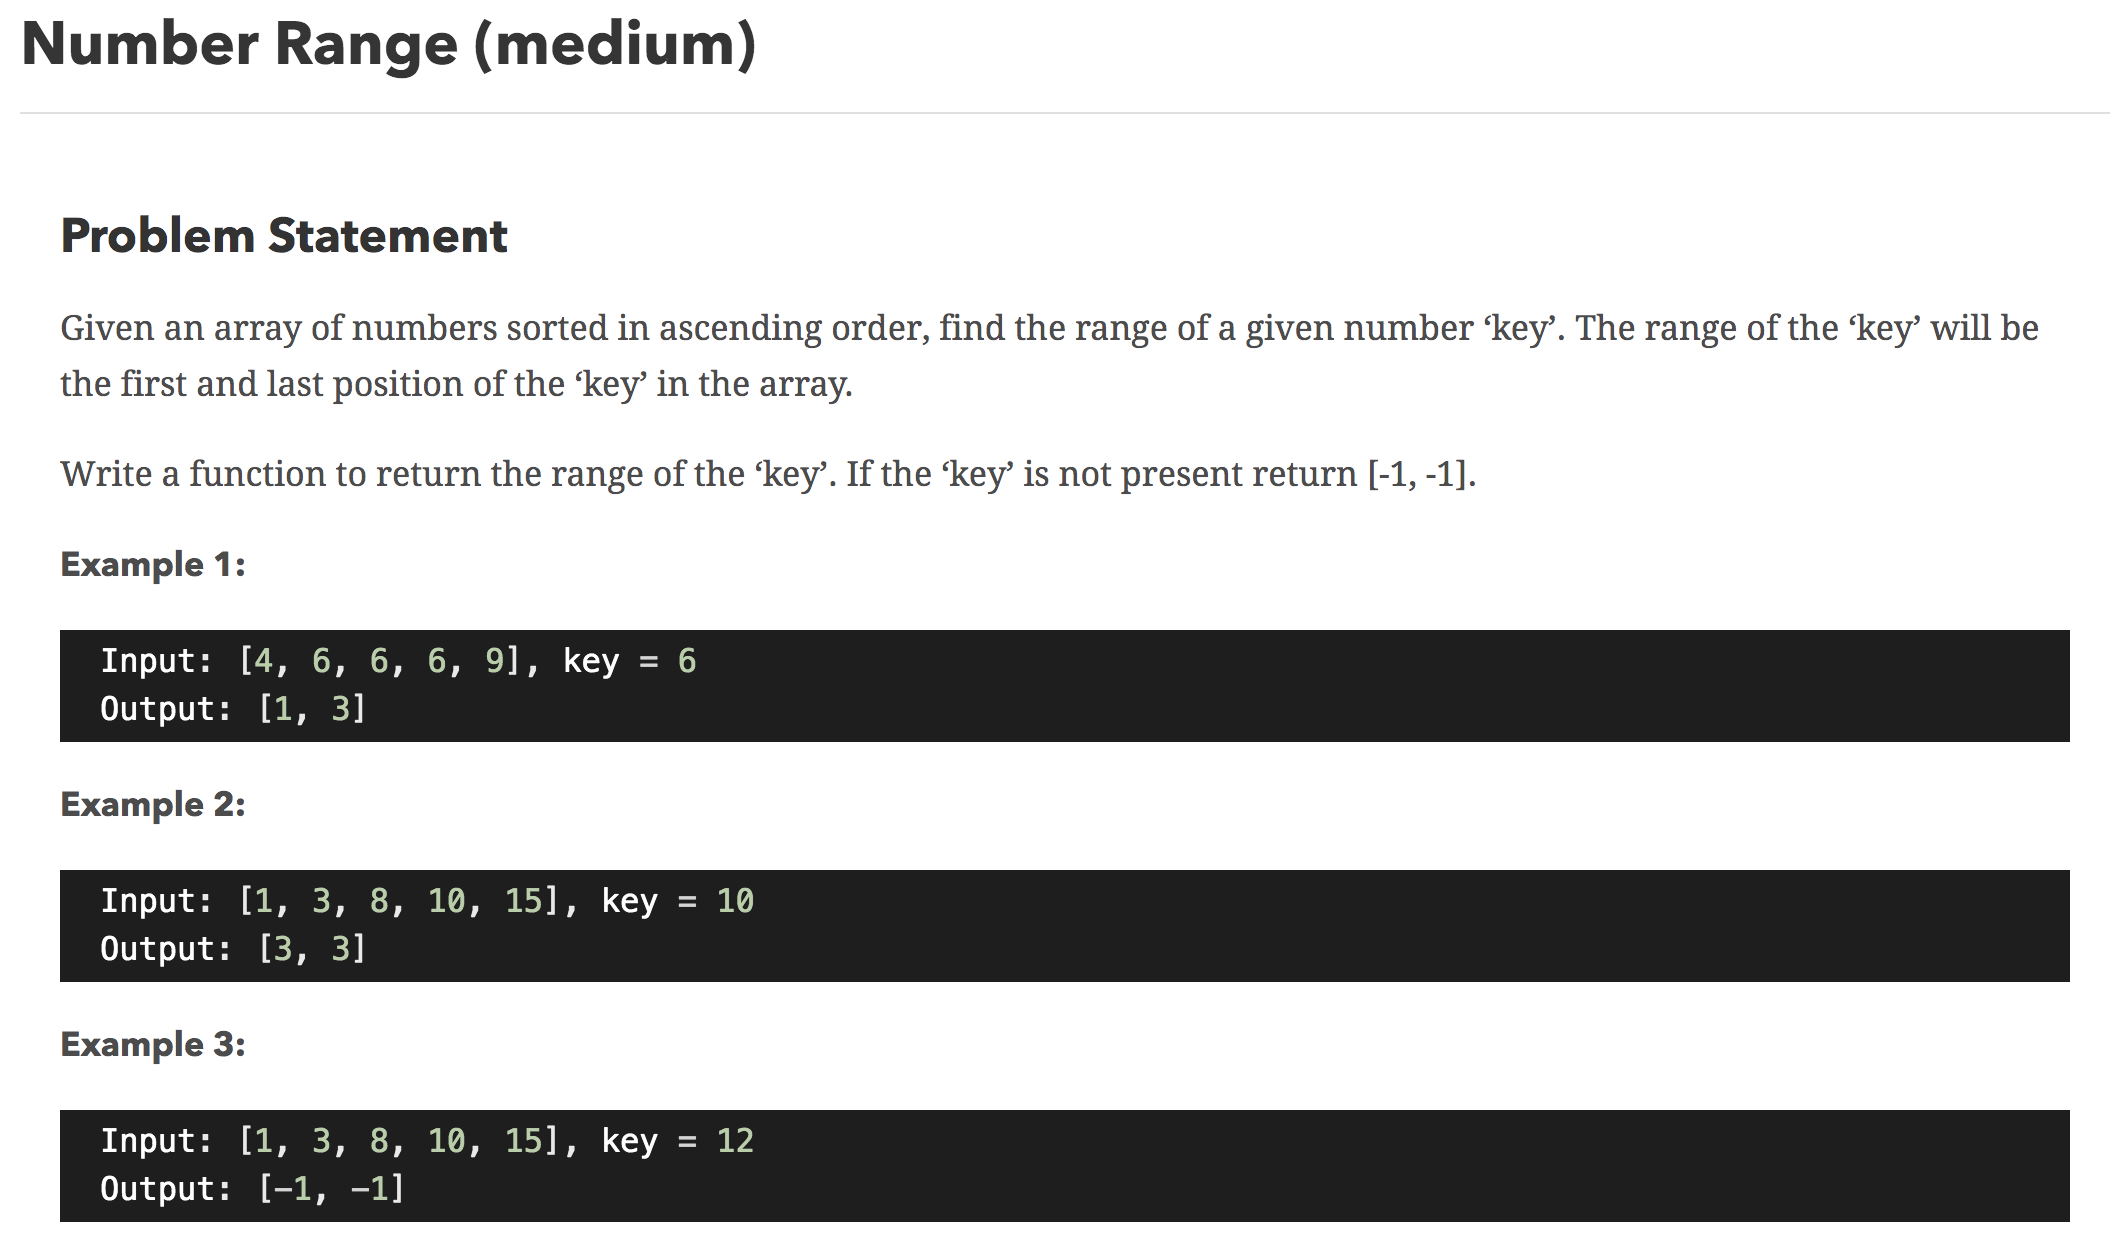 Number Range (medium)
Problem Statement
Given an array of numbers sorted in ascending order, find the range of a given number ‘key’. The range of the ‘key’ will be
the first and last position of the ‘key’ in the array.
Write a function to return the range of the ‘key’. If the ‘key’ is not present return [-1, -1].
Example 1:
Input: [4, 6, 6, 6, 9], key = 6
Output: [1, 3]
Example 2:
Input: [1, 3, 8, 10, 15], key = 10
Output: [3, 3]
Example 3:
Input: [1, 3, 8, 10, 15], key = 12
Output: [-1, -1]